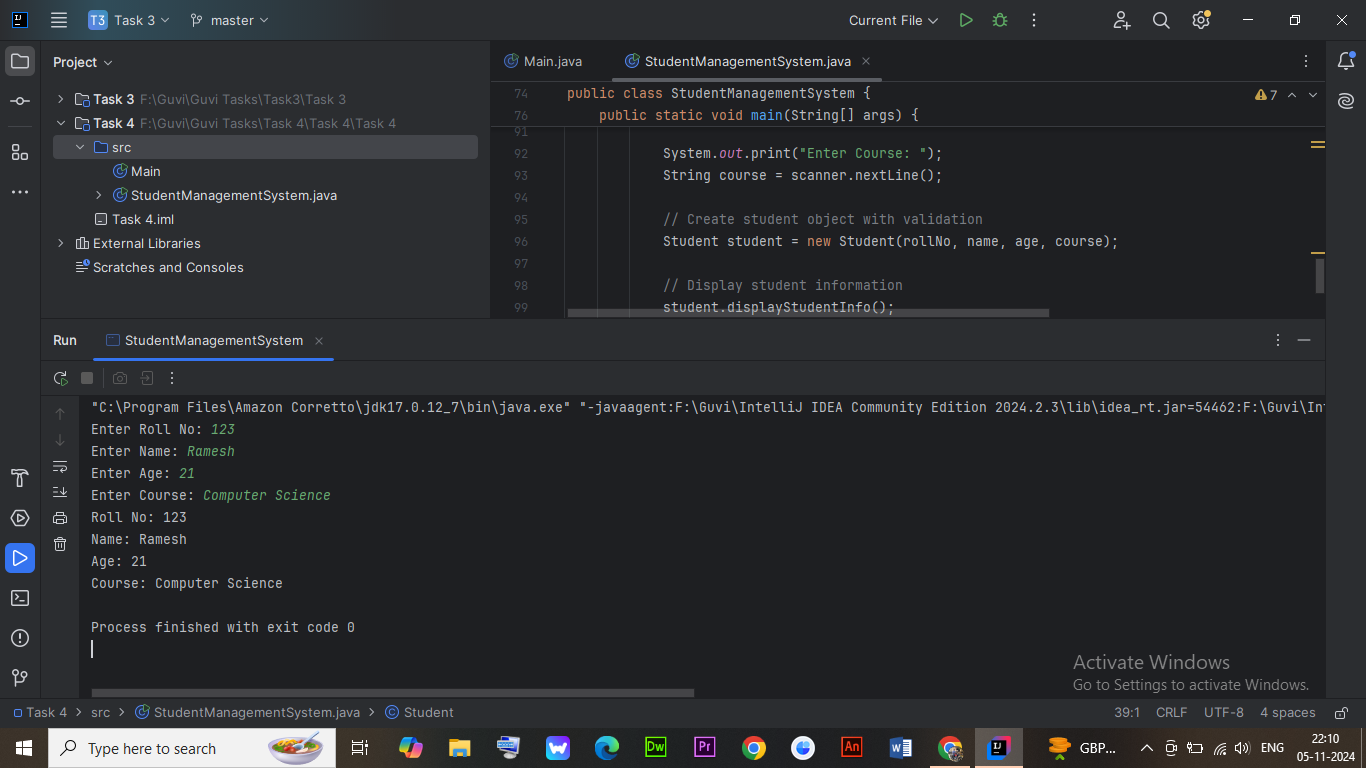 T3 Task 3 master Current File
Project
Main.java StudentManagementSystem.java
Task 3 F:\Guvi\Guvi Tasks\Task3\Task 3
Task 4 F:\Guvi\Guvi Tasks\Task 4\Task 4\Task 4
src
Main
StudentManagementSystem.java
Task 4.iml
External Libraries
Scratches and Consoles
74 public class StudentManagementSystem {
7
76 public static void main(String[] args) {
91
92 System.out.print("Enter Course: ");
93 String course = scanner.nextLine();
94
95 // Create student object with validation
96 Student student = new Student(rollNo, name, age, course);
97
98 // Display student information
99 student.displayStudentInfo();
Run StudentManagementSystem
"C:\Program Files\Amazon Corretto\jdk17.0.12_7\bin\java.exe" "-javaagent:F:\Guvi\IntelliJ IDEA Community Edition 2024.2.3\lib\idea_rt.jar=54462:F:\Guvi\In
Enter Roll No: 123
Enter Name: Ramesh
Enter Age: 21
Enter Course: Computer Science
Roll No: 123
Name: Ramesh
Age: 21
Course: Computer Science
Process finished with exit code 0
Activate Windows
Go to Settings to activate Windows.
Task 4 src StudentManagementSystem.java Student 39:1 CRLF UTF-8 4 spaces
Type here to search
Dw Pr An
GBP...
ENG
22:10
05-11-2024